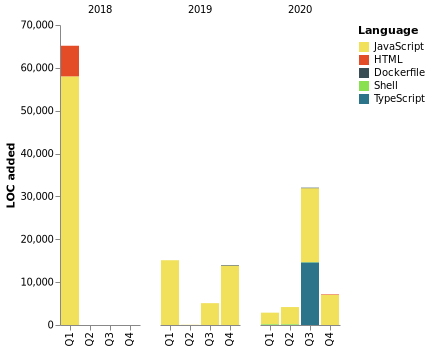 2018 2019 2020
Language
JavaScript
HTML
Dockerfile
Shell
TypeScript
LOC added
70,000
60,000
50,000
40,000
30,000
20,000
10,000
0
Q1 Q2 Q3 Q4 Q1 Q2 Q3 Q4 Q1 Q2 Q3 Q4